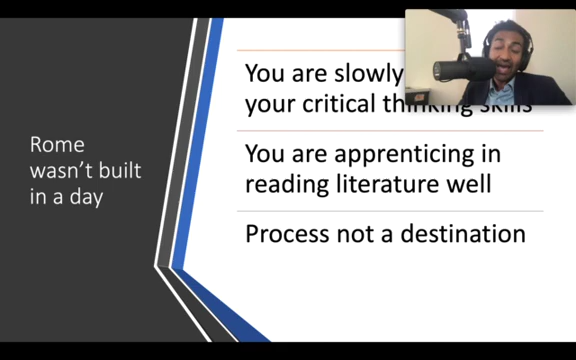 Rome
wasn't built
in a day
You are slowly
your critical thinking skills
You are apprenticing in
reading literature well
Process not a destination